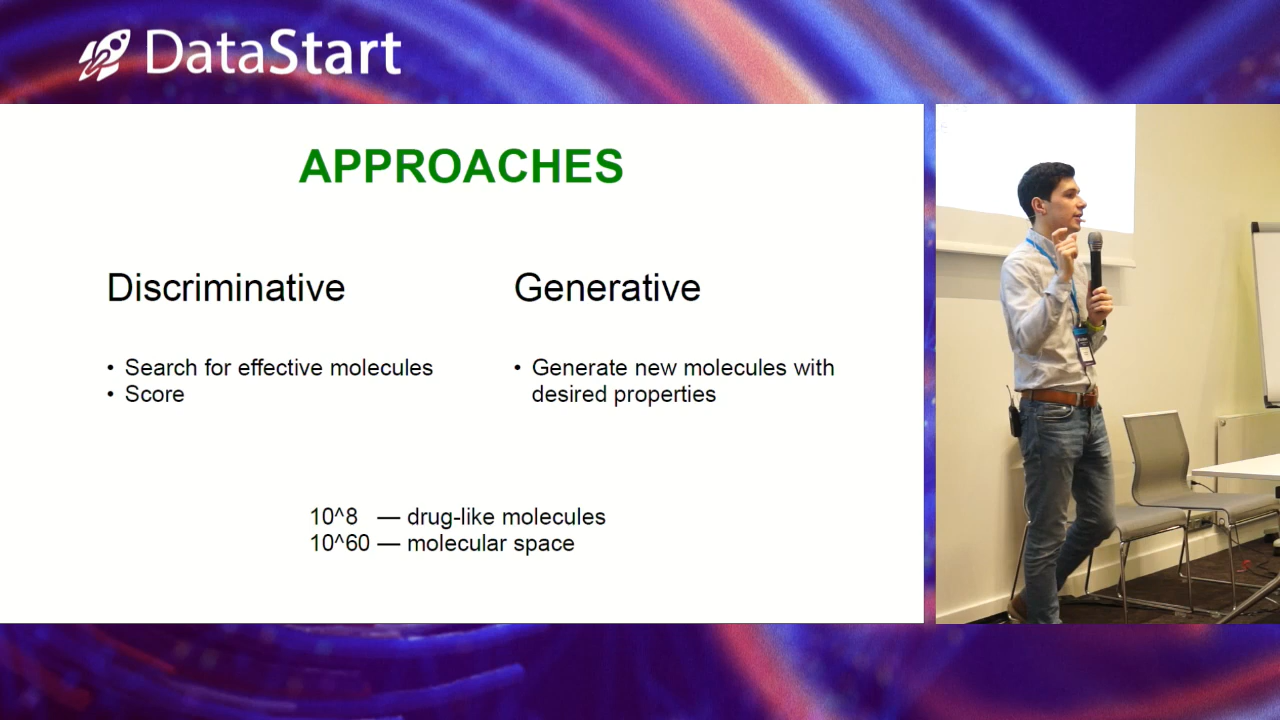 DataStart
APPROACHES
Discriminative
• Search for effective molecules
• Score
Generative
• Generate new molecules with
desired properties
10^8 — drug-like molecules
10^60 — molecular space